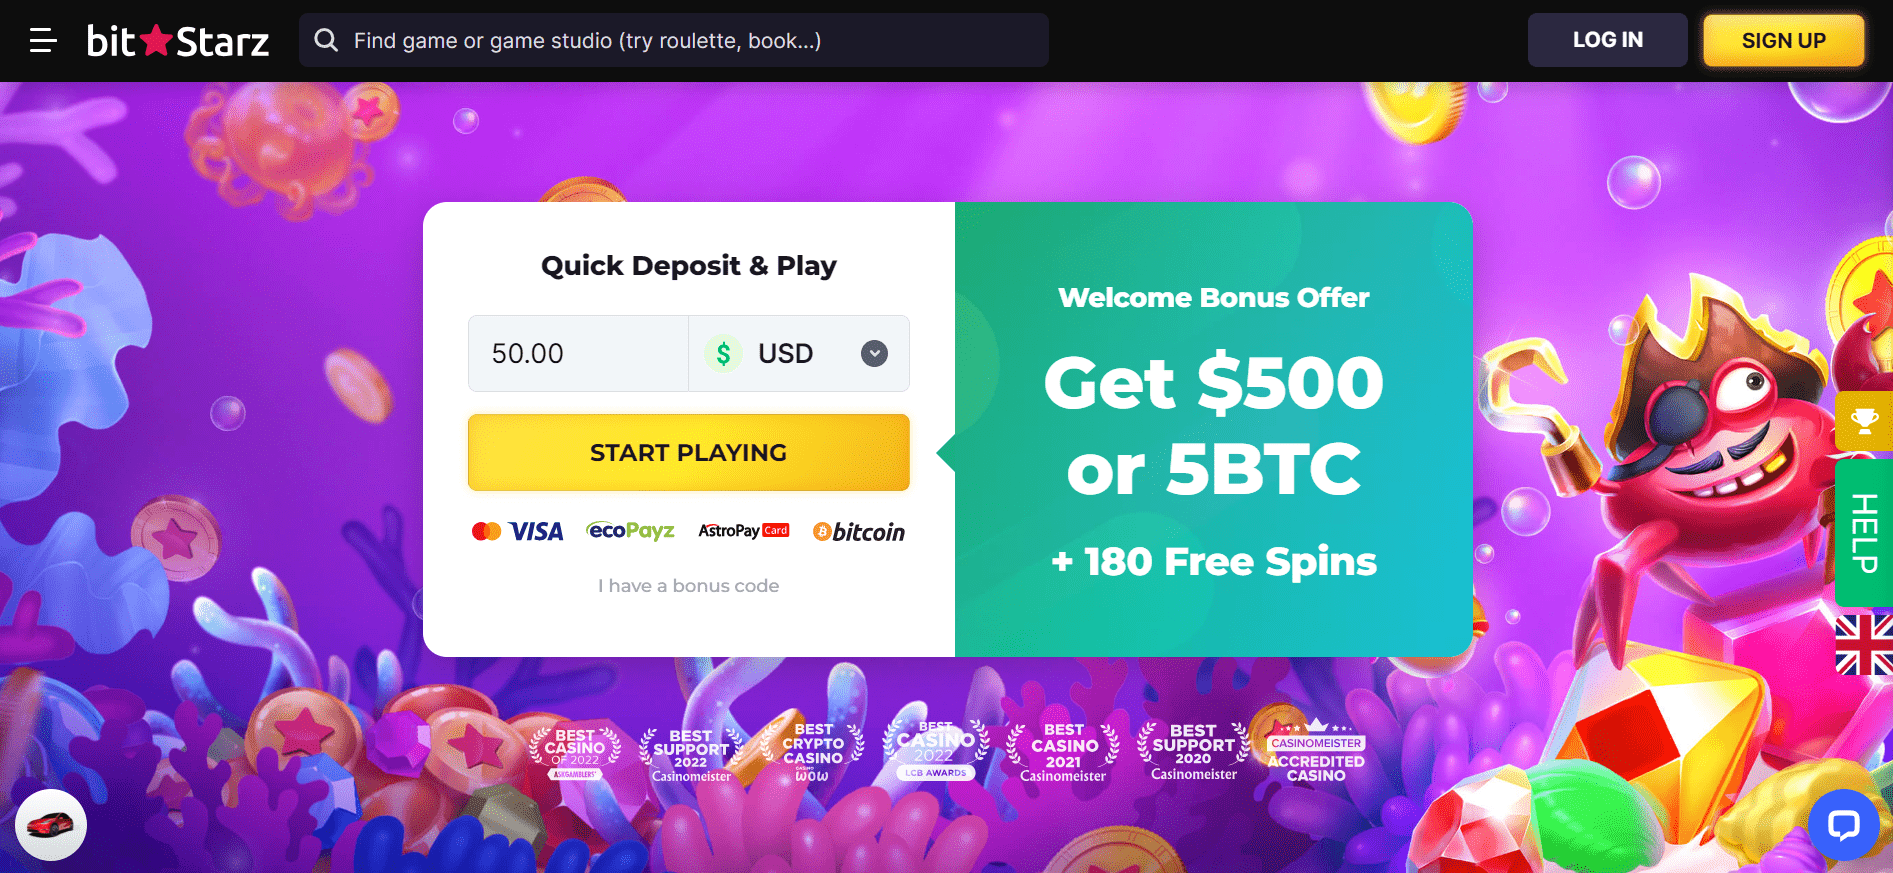 bit Starz
Find game or game studio (try roulette, book...)
LOG IN
SIGN UP
Quick Deposit & Play
50.00
$ USD
START PLAYING
VISA
ecoPayz
AstroPay Card
bitcoin
I have a bonus code
Welcome Bonus Offer
Get $500
or 5BTC
+ 180 Free Spins
HELP
BEST
CASINO
OF 2022
ASKGAMBLERS'
BEST
SUPPORT
2022
Casinomeister
BEST
CRYPTO
CASINO
CASINO
WOW
BEST
CASINO
2022
LCB AWARDS
BEST
CASINO
2021
Casinomeister
BEST
SUPPORT
2020
Casinomeister
CASINOMEISTER
ACCREDITED
CASINO